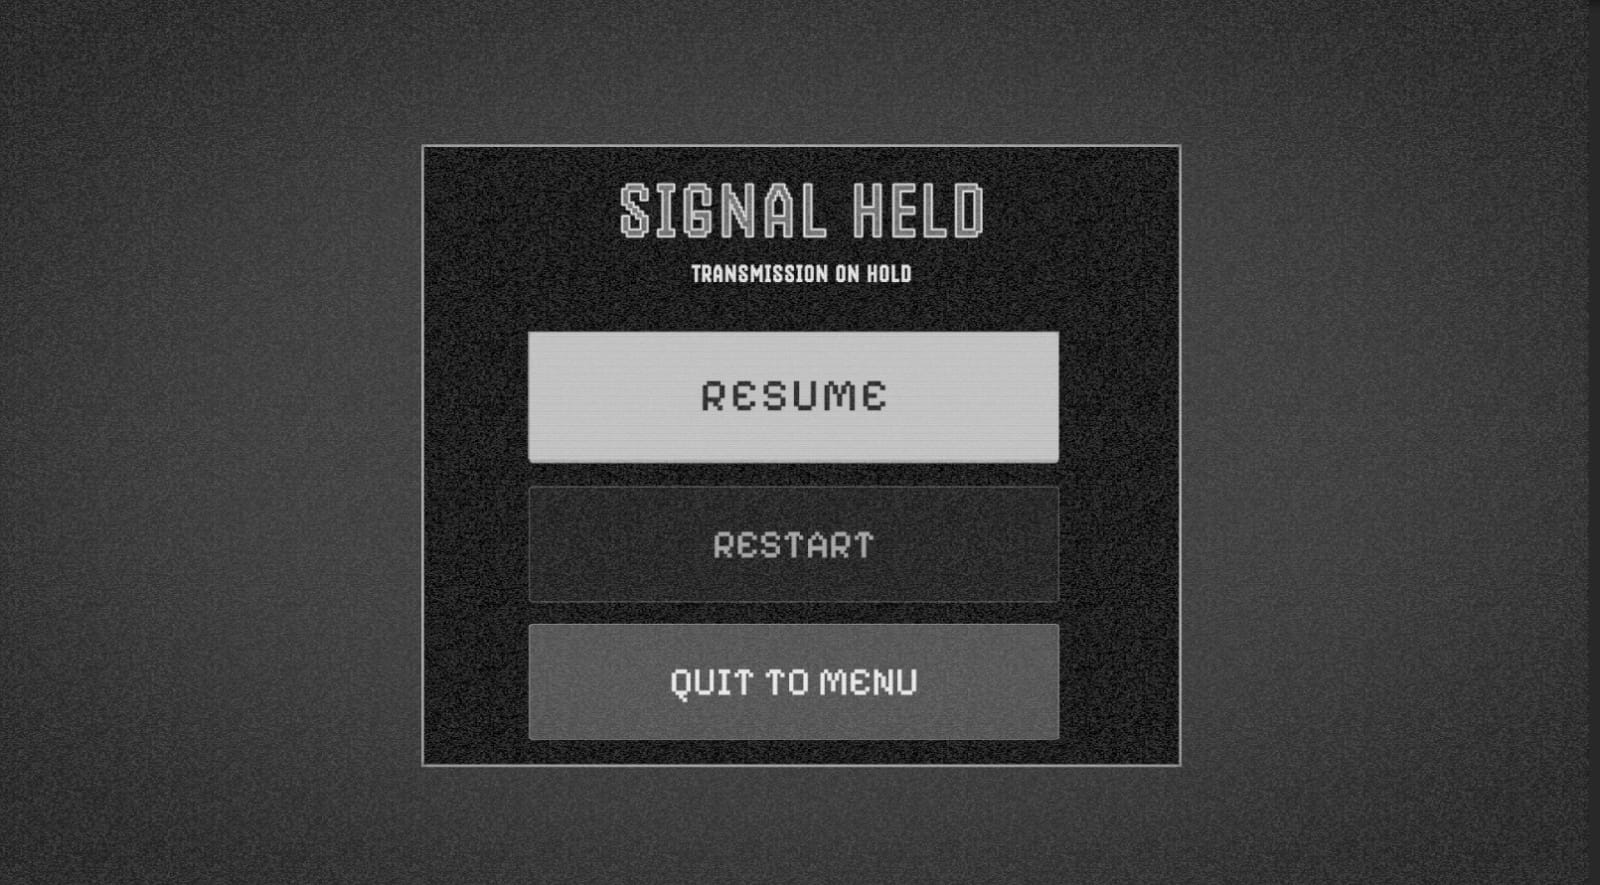 SIGNAL HELD
TRANSMISSION ON HOLD
RESUME
RESTART
QUIT TO MENU